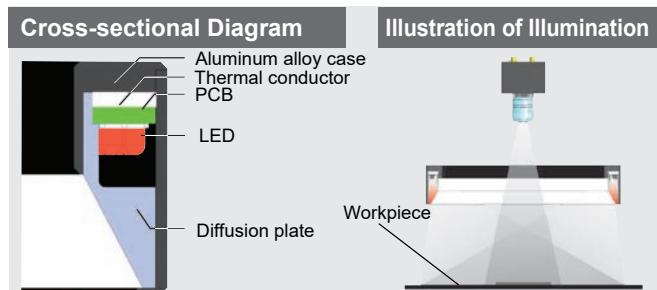 Cross-sectional Diagram
Aluminum alloy case
Thermal conductor
PCB
LED
Diffusion plate
Illustration of Illumination
Workpiece